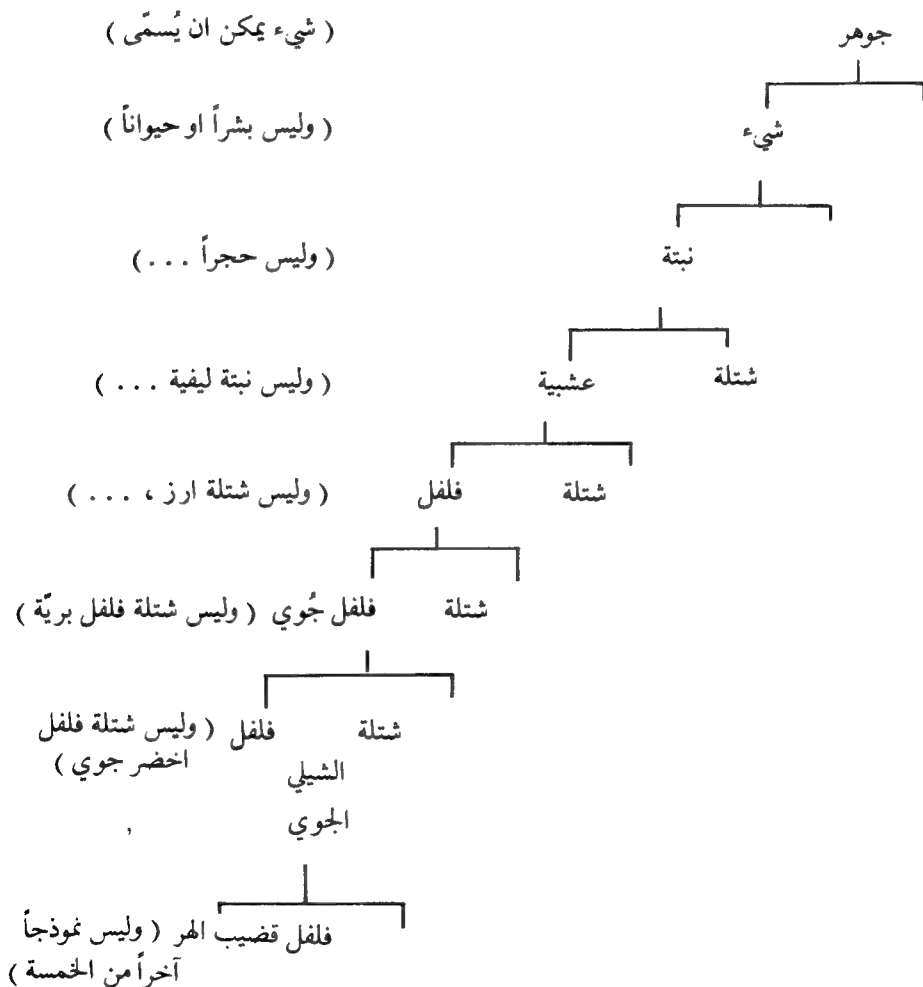 جوهر ( شيء يمكن ان يُسمّى )
شيء ( وليس بشراً او حيواناً )
نبتة ( وليس حجراً . . . )
شتلة عشبية ( وليس نبتة ليفية . . . )
شتلة فلفل ( وليس شتلة ارز ، . . . )
شتلة فلفل جُوي ( وليس شتلة فلفل بريّة )
شتلة فلفل ( وليس شتلة فلفل
الشيلي اخضر جوي )
الجوي
فلفل قضيب الهر ( وليس نموذجاً
آخراً من الخمسة )